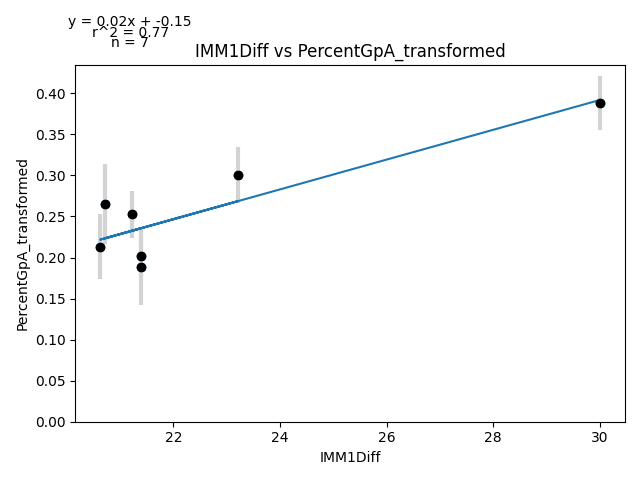 y = 0.02x + -0.15
r^2 = 0.77
n = 7
IMM1Diff vs PercentGpA_transformed
0.40
0.35
0.30
0.25
0.20
0.15
0.10
0.05
0.00
PercentGpA_transformed
22
24
26
28
30
IMM1Diff